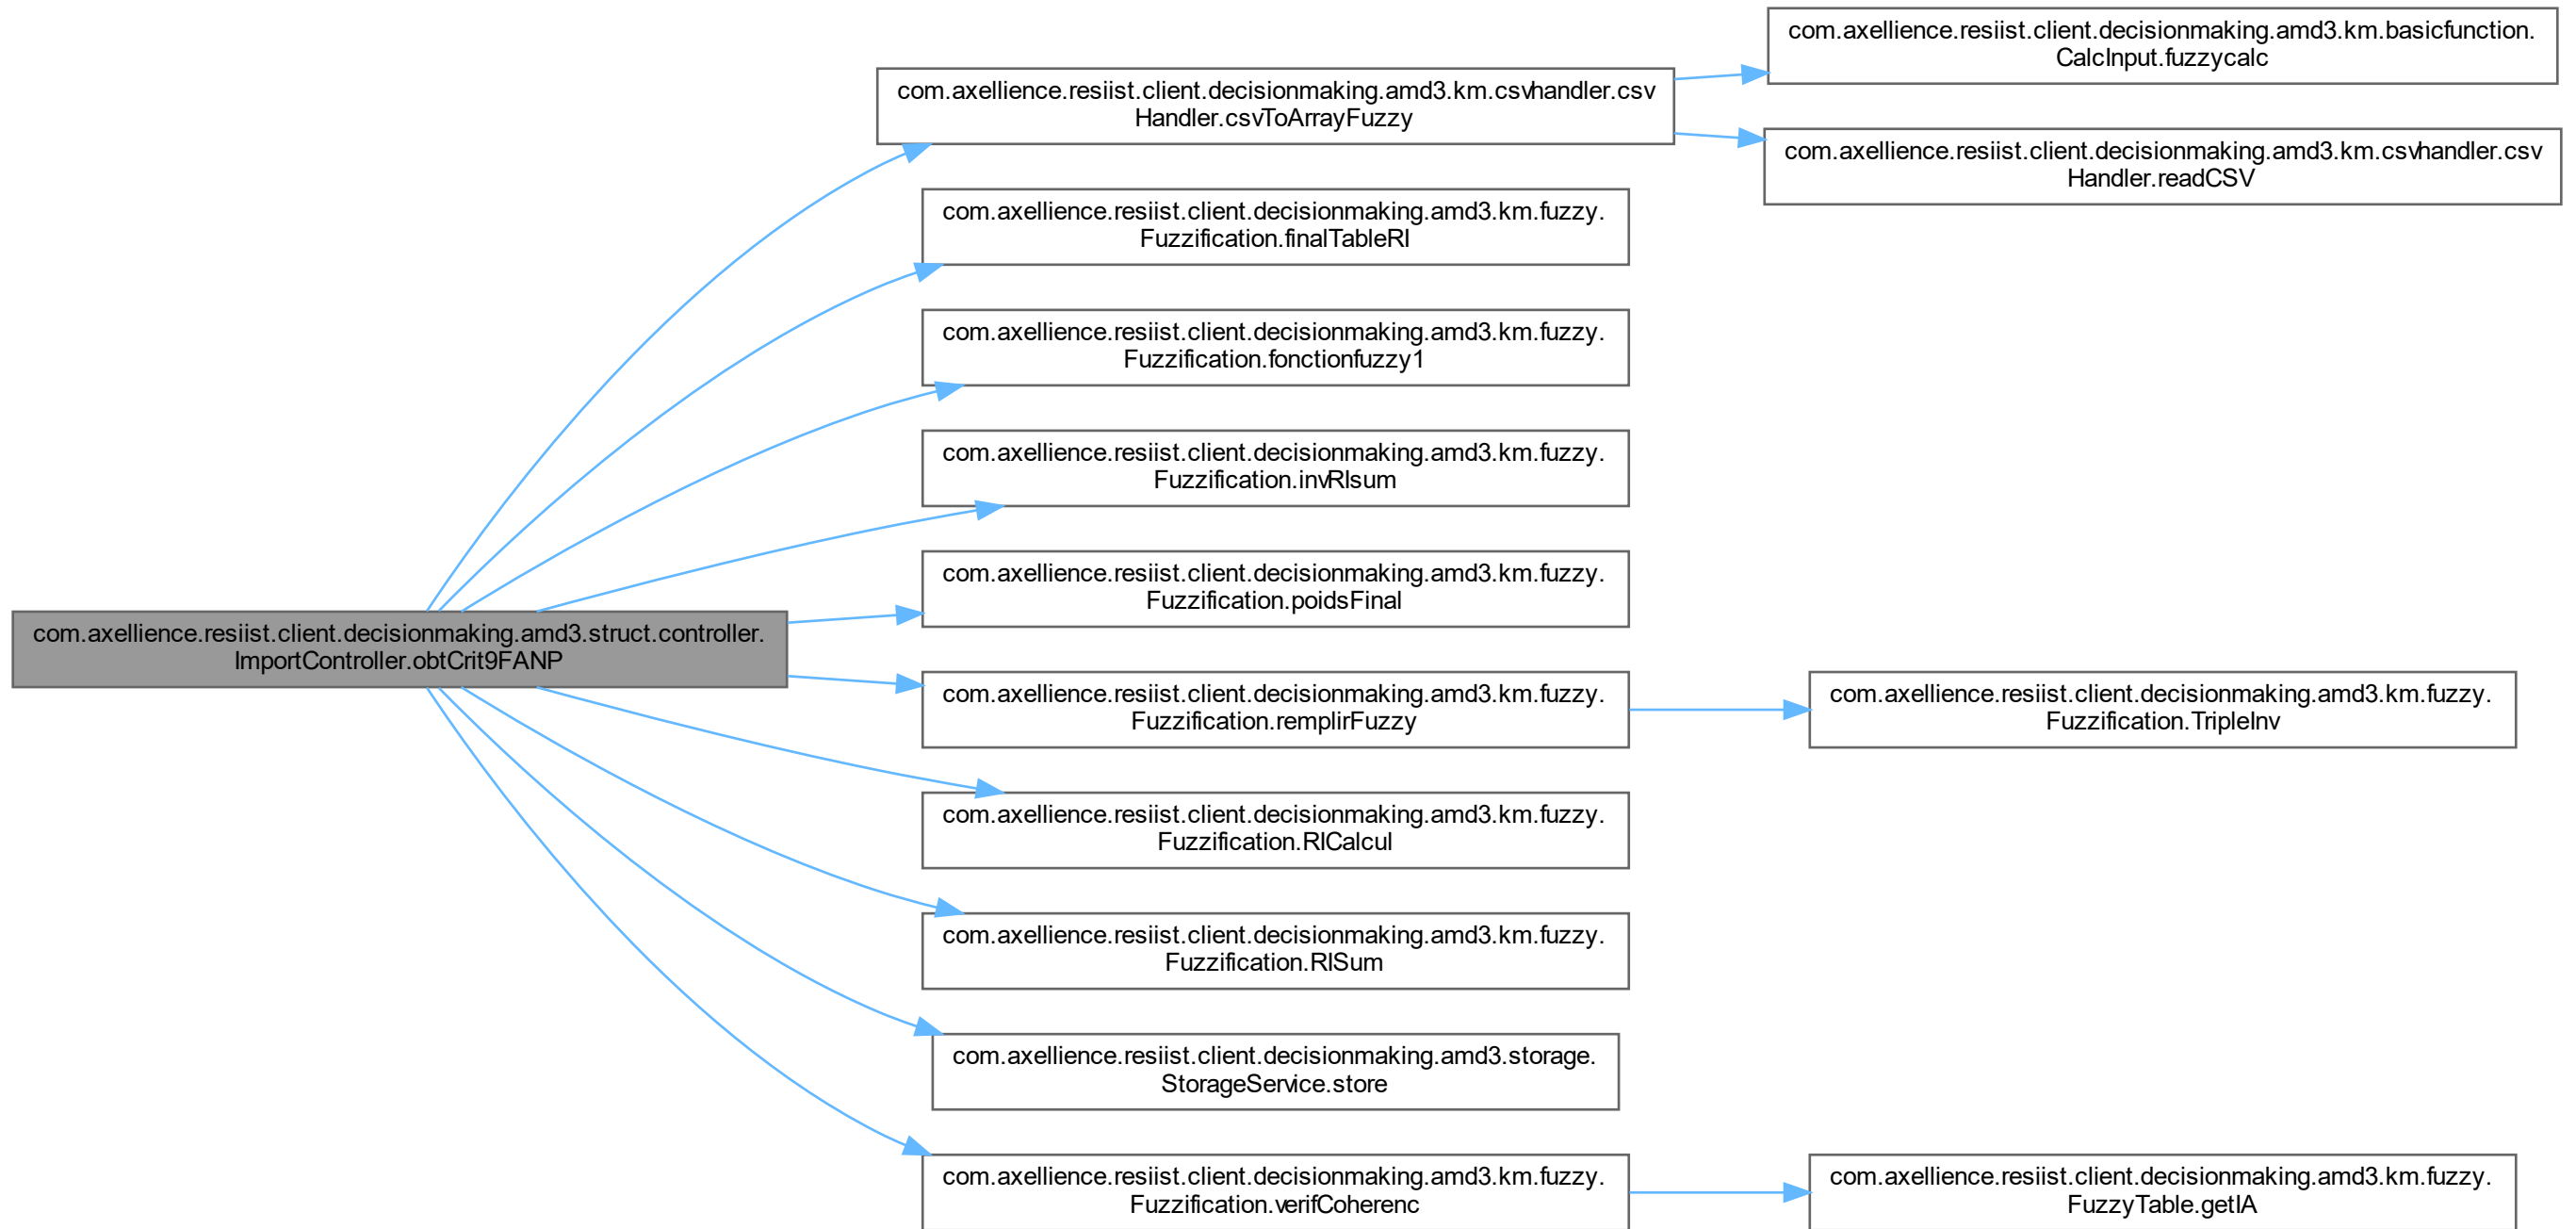 com.axellience.resiist.client.decisionmaking.amd3.km.basicfunction.
CalcInput.fuzzycalc
com.axellience.resiist.client.decisionmaking.amd3.km.csvhandler.csv
Handler.csvToArrayFuzzy
com.axellience.resiist.client.decisionmaking.amd3.km.csvhandler.csv
Handler.readCSV
com.axellience.resiist.client.decisionmaking.amd3.km.fuzzy.
Fuzzification.finalTableRI
com.axellience.resiist.client.decisionmaking.amd3.km.fuzzy.
Fuzzification.fonctionfuzzy1
com.axellience.resiist.client.decisionmaking.amd3.km.fuzzy.
Fuzzification.invRIsum
com.axellience.resiist.client.decisionmaking.amd3.km.fuzzy.
Fuzzification.poidsFinal
com.axellience.resiist.client.decisionmaking.amd3.struct.controller.
ImportController.obtCrit9FANP
com.axellience.resiist.client.decisionmaking.amd3.km.fuzzy.
Fuzzification.remplirFuzzy
com.axellience.resiist.client.decisionmaking.amd3.km.fuzzy.
Fuzzification.TripleInv
com.axellience.resiist.client.decisionmaking.amd3.km.fuzzy.
Fuzzification.RICalcul
com.axellience.resiist.client.decisionmaking.amd3.km.fuzzy.
Fuzzification.RISum
com.axellience.resiist.client.decisionmaking.amd3.storage.
StorageService.store
com.axellience.resiist.client.decisionmaking.amd3.km.fuzzy.
Fuzzification.verifCoherenc
com.axellience.resiist.client.decisionmaking.amd3.km.fuzzy.
FuzzyTable.getIA